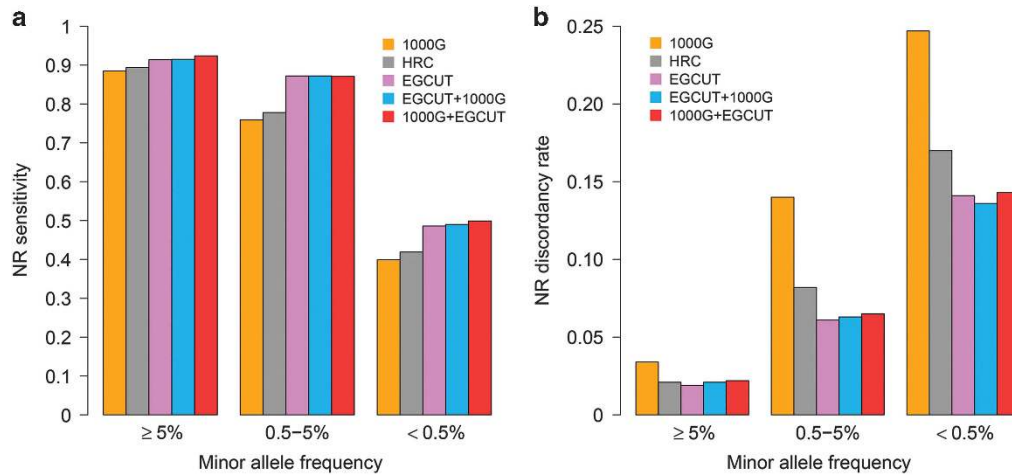 a
NR sensitivity
1
0.9
0.8
0.7
0.6
0.5
0.4
0.3
0.2
0.1
0
1000G
HRC
EGCUT
EGCUT+1000G
1000G+EGCUT
≥ 5%
0.5−5%
< 0.5%
Minor allele frequency
b
NR discordancy rate
0.25
0.20
0.15
0.10
0.05
0.00
1000G
HRC
EGCUT
EGCUT+1000G
1000G+EGCUT
≥ 5%
0.5−5%
< 0.5%
Minor allele frequency